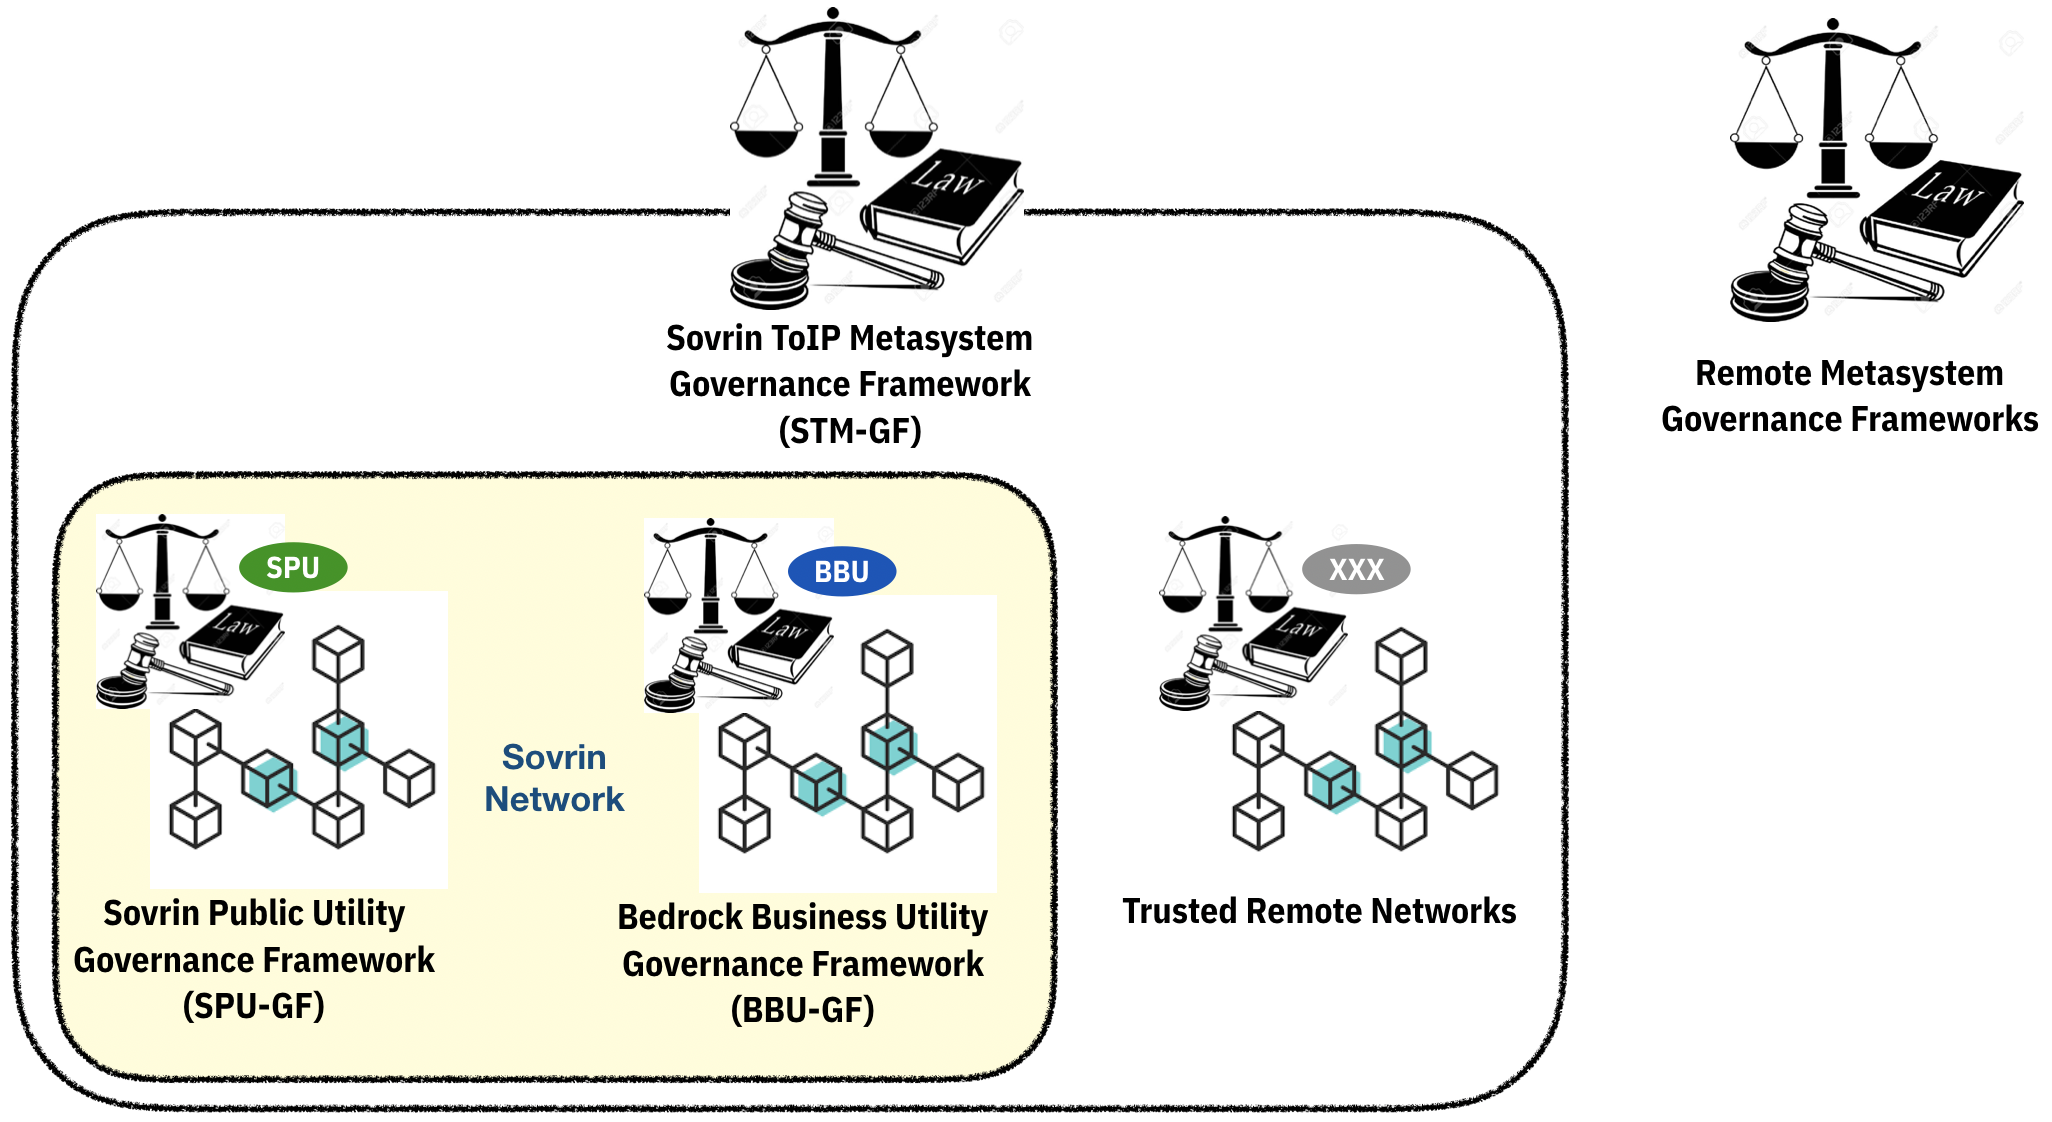 Law
Law
Sovrin ToIP Metasystem
Governance Framework
(STM-GF)
Remote Metasystem
Governance Frameworks
SPU
Law
BBU
Law
XXX
Law
Sovrin
Network
Sovrin Public Utility
Governance Framework
(SPU-GF)
Bedrock Business Utility
Governance Framework
(BBU-GF)
Trusted Remote Networks